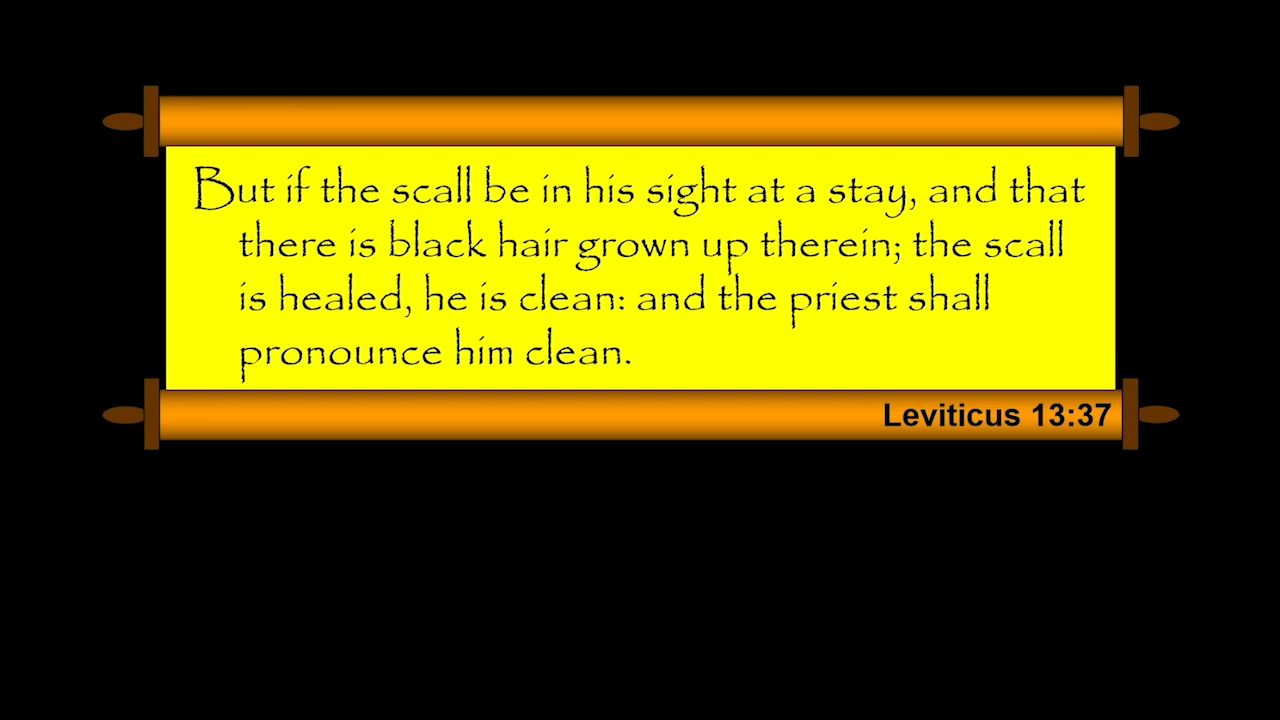 But if the scall be in his sight at a stay, and that
there is black hair grown up therein; the scall
is healed, he is clean: and the priest shall
pronounce him clean.
Leviticus 13:37